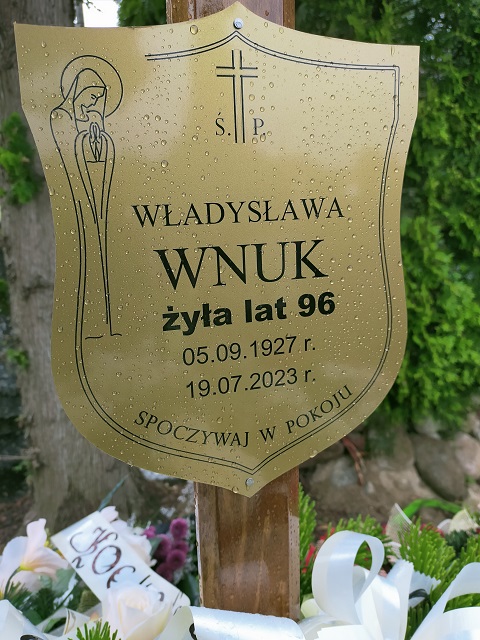 Ś. P.
WŁADYSŁAWA
WNUK
żyła lat 96
05.09.1927 r.
19.07.2023 r.
SPOCZYWAJ W POKOJU